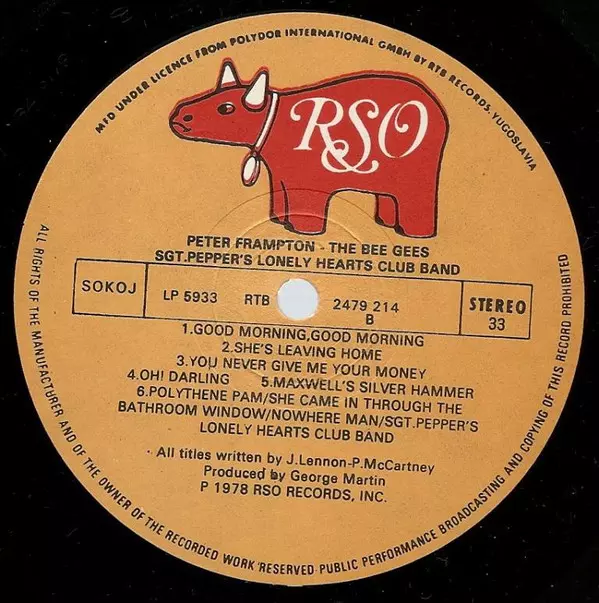 MFD UNDER LICENCE FROM POLYDOR INTERNATIONAL GMBH BY RTB RECORDS-YUGOSLAVIA
RSO
PETER FRAMPTON - THE BEE GEES
SGT.PEPPER'S LONELY HEARTS CLUB BAND
SOKOJ
LP 5933 RTB 2479 214
B
STEREO
33
1.GOOD MORNING,GOOD MORNING
2.SHE'S LEAVING HOME
3.YOU NEVER GIVE ME YOUR MONEY
4.OH! DARLING 5.MAXWELL'S SILVER HAMMER
6.POLYTHENE PAM/SHE CAME IN THROUGH THE
BATHROOM WINDOW/NOWHERE MAN/SGT.PEPPER'S
LONELY HEARTS CLUB BAND
All titles written by J.Lennon-P.McCartney
Produced by George Martin
P 1978 RSO RECORDS, INC.
ALL RIGHTS OF THE MANUFACTURER AND OF THE OWNER OF THE RECORDED WORK RESERVED·PUBLIC PERFORMANCE BROADCASTING AND COPYING OF THIS RECORD PROHIBITED